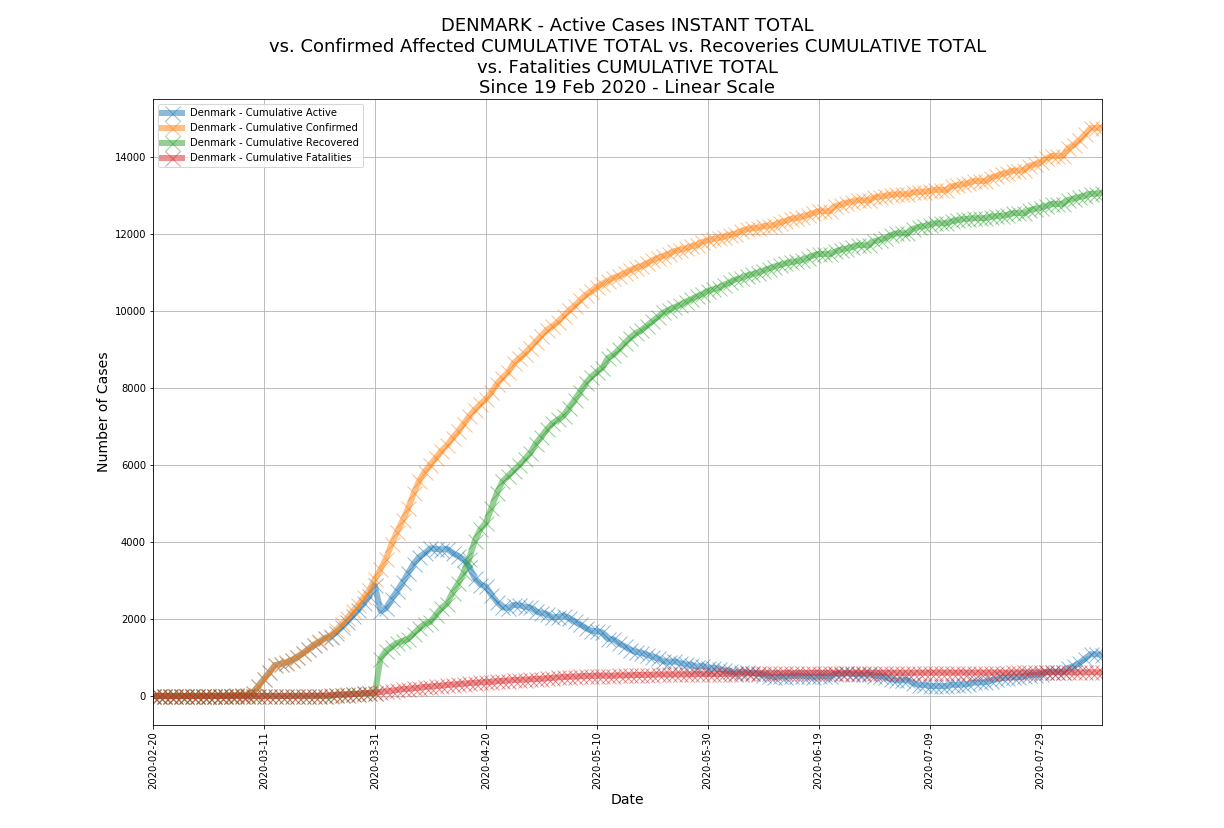 DENMARK - Active Cases INSTANT TOTAL
vs. Confirmed Affected CUMULATIVE TOTAL vs. Recoveries CUMULATIVE TOTAL
vs. Fatalities CUMULATIVE TOTAL
Since 19 Feb 2020 - Linear Scale
Denmark - Cumulative Active
Denmark - Cumulative Confirmed
Denmark - Cumulative Recovered
Denmark - Cumulative Fatalities
Number of Cases
14000
12000
10000
8000
6000
4000
2000
0
2020-02-20
2020-03-11
2020-03-31
2020-04-20
2020-05-10
2020-05-30
2020-06-19
2020-07-09
2020-07-29
Date